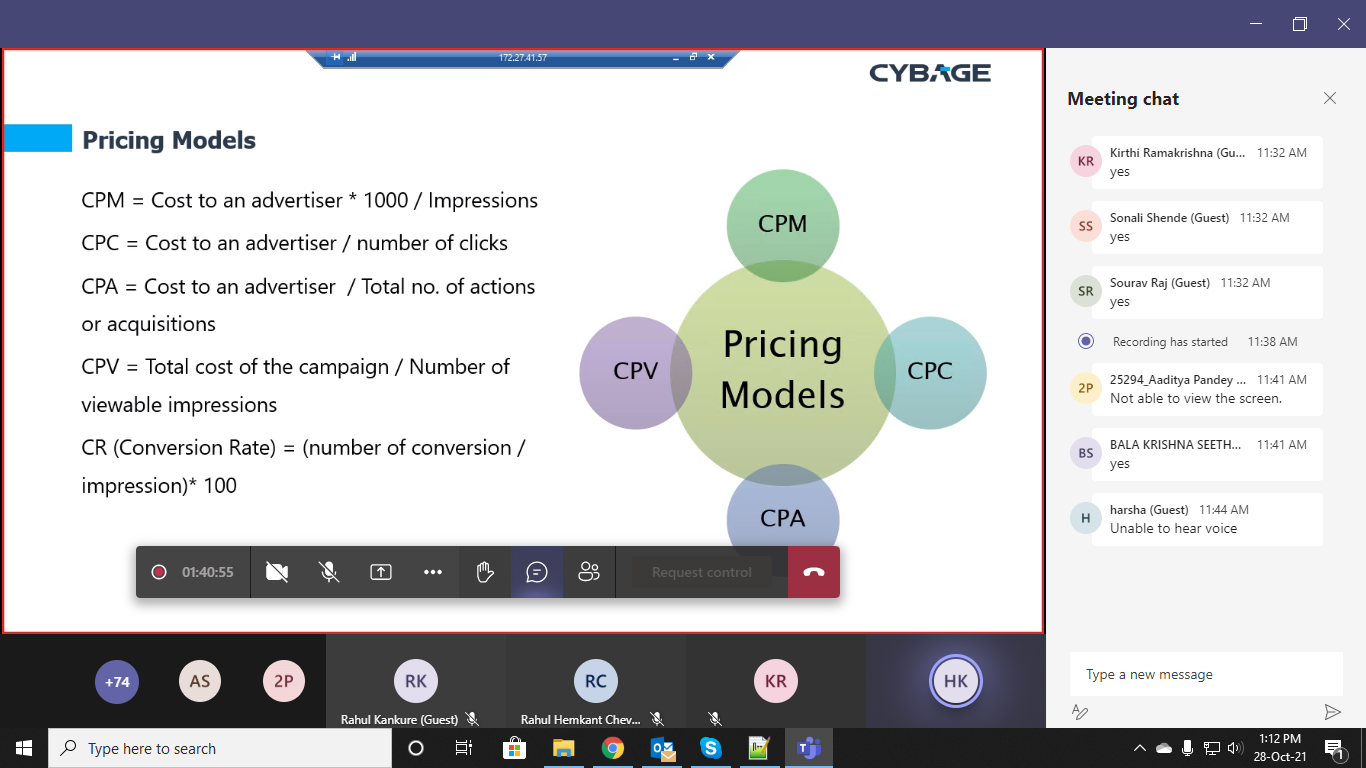 172.27.41.57
CYBAGE
Pricing Models
CPM = Cost to an advertiser * 1000 / Impressions
CPC = Cost to an advertiser / number of clicks
CPA = Cost to an advertiser / Total no. of actions
or acquisitions
CPV = Total cost of the campaign / Number of
viewable impressions
CR (Conversion Rate) = (number of conversion /
impression)* 100
CPM
CPV
Pricing
Models
CPC
CPA
01:40:55
Request control
+74
AS
2P
RK
Rahul Kankure (Guest)
RC
Rahul Hemkant Chev...
KR
HK
Meeting chat
KR
Kirthi Ramakrishna (Gu... 11:32 AM
yes
SS
Sonali Shende (Guest) 11:32 AM
yes
SR
Sourav Raj (Guest) 11:32 AM
yes
Recording has started 11:38 AM
2P
25294_Aaditya Pandey ... 11:41 AM
Not able to view the screen.
BS
BALA KRISHNA SEETH... 11:41 AM
yes
H
harsha (Guest) 11:44 AM
Unable to hear voice
Type a new message
Type here to search
1:12 PM
28-Oct-21
1